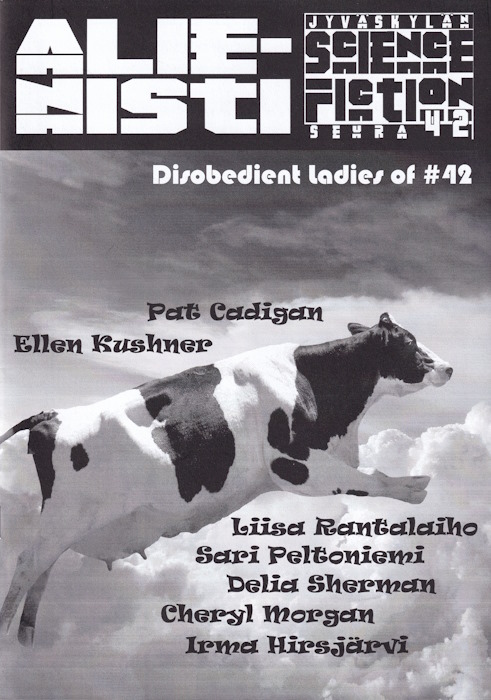 ALIE-
NISTI
JYVÄSKYLÄN
SCIENCE
FICTION
SEURA 42
Disobedient Ladies of #42
Pat Cadigan
Ellen Kushner
Liisa Rantalaiho
Sari Peltoniemi
Delia Sherman
Cheryl Morgan
Irma Hirsjärvi